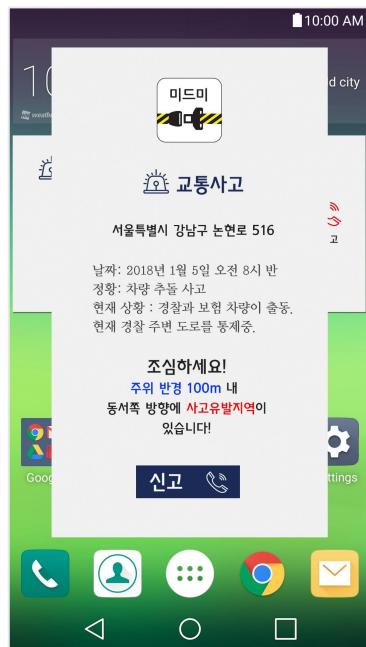 10:00 AM
10
d city
미드미
교통사고
고
서울특별시 강남구 논현로 516
날짜: 2018년 1월 5일 오전 8시 반
정황: 차량 추돌 사고
현재 상황 : 경찰과 보험 차량이 출동.
현재 경찰 주변 도로를 통제중.
조심하세요!
주위 반경 100m 내
동서쪽 방향에 사고유발지역이
있습니다!
신고
Goog
ttings